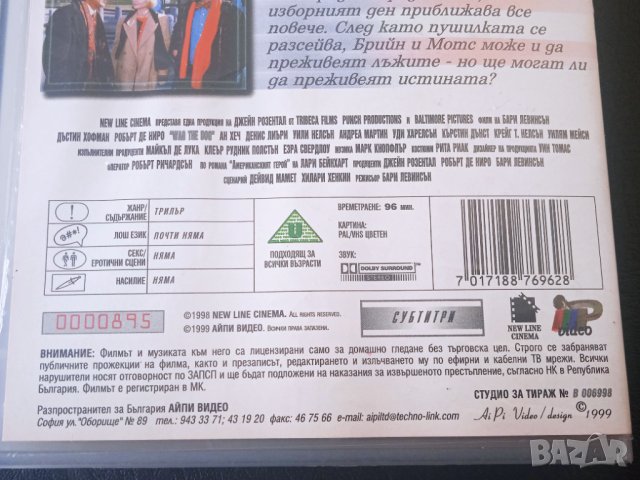 изборният ден приближава все
повече. След като пушилката се
разсейва, Брийн и Мотс може и да
преживеят лъжите - но ще могат ли
да преживеят истината?
NEW LINE CINEMA ПРЕДСТАВЯ ЕДНА ПРОДУКЦИЯ НА ДЖЕЙН РОЗЕНТАЛ ОТ TRIBECA FILMS PUNCH PRODUCTIONS И BALTIMORE PICTURES ФИЛМ НА БАРИ ЛЕВИНСЪН
ДЪСТИН ХОФМАН РОБЪРТ ДЕ НИРО "WAG THE DOG" АН ХЕЧ ДЕНИС ЛИЪРИ УИЛИ НЕЛСЪН АНДРЕА МАРТИН УДИ ХАРЕЛСЪН КЪРСТИН ДЪНСТ КРЕЙГ Т. НЕЛСЪН УИЛЯМ МЕЙСИ
ИЗПЪЛНИТЕЛНИ ПРОДУЦЕНТИ МАЙКЪЛ ДЕ ЛУКА КЛЕЪР РУДНИК ПОЛСТЪН ЕЗРА СВЕРДЛОУ МУЗИКА МАРК КНОПФЛЪР КОСТЮМИ РИТА РИАК ДИЗАЙНЕР НА ПРОДУКЦИЯТА УИН ТОМАС
ОПЕРАТОР РОБЪРТ РИЧАРДСЪН ПО РОМАНА "АМЕРИКАНСКИЯТ ГЕРОЙ" НА ЛАРИ БЕЙНХАРТ ПРОДУЦЕНТИ ДЖЕЙН РОЗЕНТАЛ РОБЪРТ ДЕ НИРО БАРИ ЛЕВИНСЪН
СЦЕНАРИЙ ДЕЙВИД МАМЕТ ХИЛАРИ ХЕНКИН РЕЖИСЬОР БАРИ ЛЕВИНСЪН
ЖАНР/
СЪДЪРЖАНИЕ
ТРИЛЪР
ЛОШ ЕЗИК
ПОЧТИ НЯМА
СЕКС/
ЕРОТИЧНИ СЦЕНИ
НЯМА
НАСИЛИЕ
НЯМА
ПОДХОДЯЩ ЗА
ВСИЧКИ ВЪЗРАСТИ
ВРЕМЕТРАЕНЕ: 96 мин.
КАРТИНА:
PAL/VHS ЦВЕТЕН
ЗВУК:
DOLBY SURROUND
STEREO
7 017188 769628
0000895
©1998 NEW LINE CINEMA. ALL RIGHTS RESERVED.
©1999 АЙПИ ВИДЕО. ВСИЧКИ ПРАВА ЗАПАЗЕНИ.
СУБТИТРИ
NEW LINE
CINEMA
video
ВНИМАНИЕ: Филмът и музиката към него са лицензирани само за домашно гледане без търговска цел. Строго се забраняват
публичните прожекции на филма, както и презаписът, редактирането и излъчването му по ефирни и кабелни ТВ мрежи. Всички
нарушители носят отговорност по ЗАПСП и ще бъдат подложени на наказания за извършеното престъпление, съгласно НК в Република
България. Филмът е регистриран в МК.
СТУДИО ЗА ТИРАЖ № В 006998
Разпространител за България АЙПИ ВИДЕО
София ул. "Оборище" № 89 тел.: 943 33 71; 43 19 20 факс: 46 75 66 e-mail: aipiltd@techno-link.com
Ai Pi Video / design © 1999
BAZAR